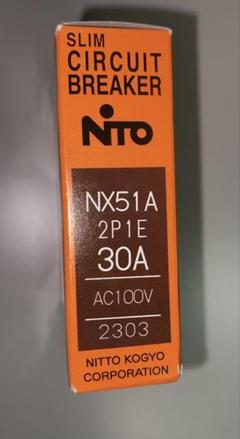 SLIM
CIRCUIT
BREAKER
NITO
NX51A
2P1E
30A
AC100V
2303
NITTO KOGYO
CORPORATION